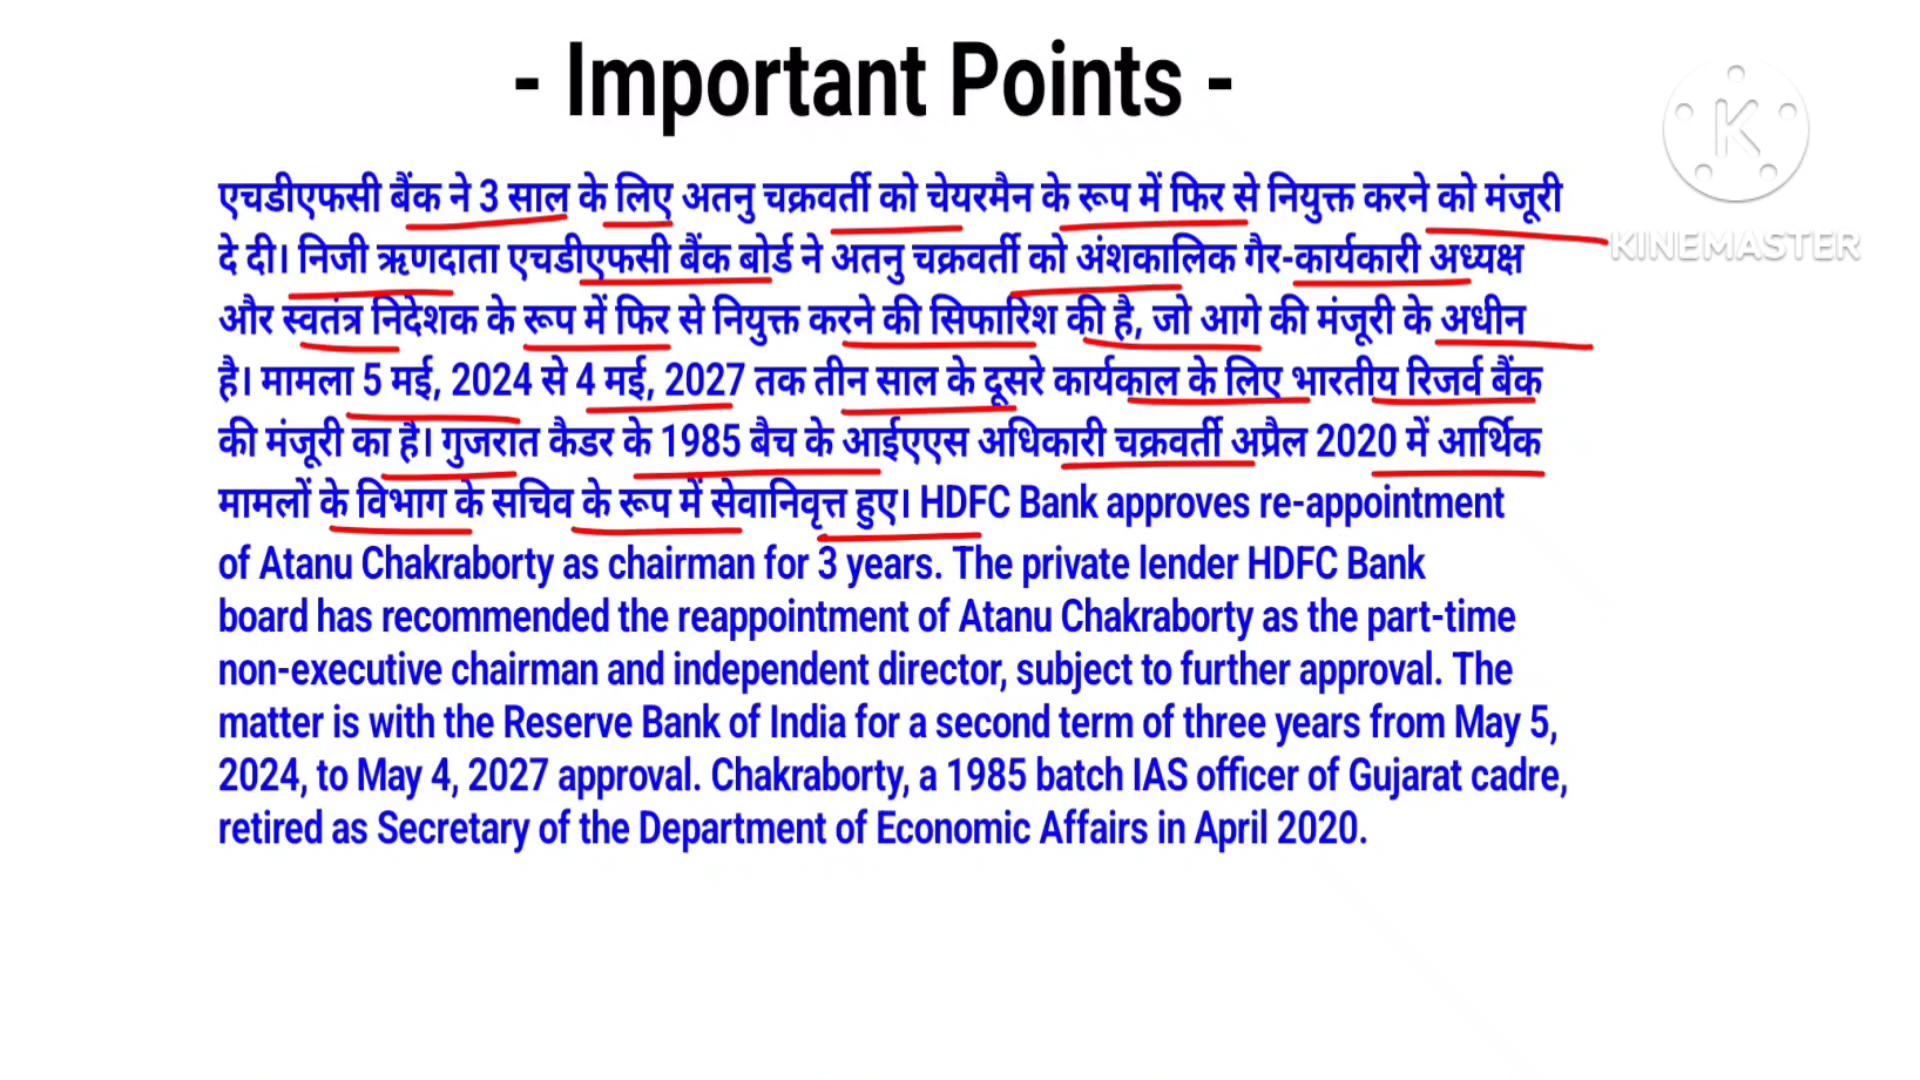 - Important Points -
एचडीएफसी बैंक ने 3 साल के लिए अतनु चक्रवर्ती को चेयरमैन के रूप में फिर से नियुक्त करने को मंजूरी
दे दी। निजी ऋणदाता एचडीएफसी बैंक बोर्ड ने अतनु चक्रवर्ती को अंशकालिक गैर-कार्यकारी अध्यक्ष
और स्वतंत्र निदेशक के रूप में फिर से नियुक्त करने की सिफारिश की है, जो आगे की मंजूरी के अधीन
है। मामला 5 मई, 2024 से 4 मई, 2027 तक तीन साल के दूसरे कार्यकाल के लिए भारतीय रिजर्व बैंक
की मंजूरी का है। गुजरात कैडर के 1985 बैच के आईएएस अधिकारी चक्रवर्ती अप्रैल 2020 में आर्थिक
मामलों के विभाग के सचिव के रूप में सेवानिवृत्त हुए। HDFC Bank approves re-appointment
of Atanu Chakraborty as chairman for 3 years. The private lender HDFC Bank
board has recommended the reappointment of Atanu Chakraborty as the part-time
non-executive chairman and independent director, subject to further approval. The
matter is with the Reserve Bank of India for a second term of three years from May 5,
2024, to May 4, 2027 approval. Chakraborty, a 1985 batch IAS officer of Gujarat cadre,
retired as Secretary of the Department of Economic Affairs in April 2020.
K
KINEMASTER